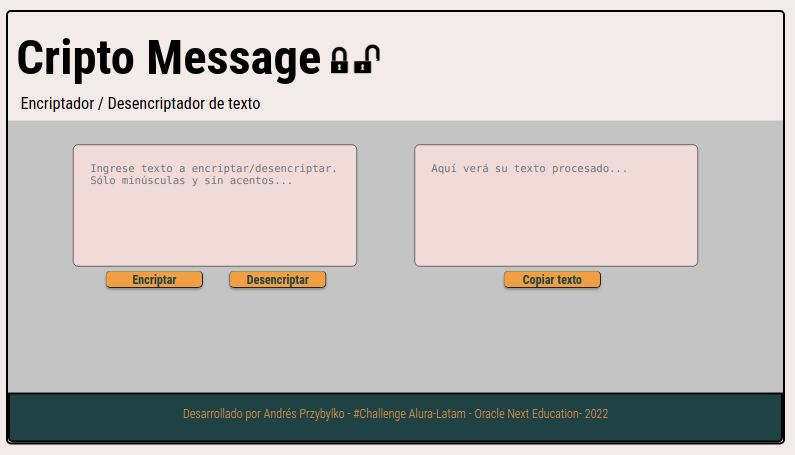 Cripto Message
Encriptador / Desencriptador de texto
Ingrese texto a encriptar/desencriptar.
Sólo minúsculas y sin acentos...
Aquí verá su texto procesado...
Encriptar
Desencriptar
Copiar texto
Desarrollado por Andrés Przybylko - #Challenge Alura-Latam - Oracle Next Education- 2022